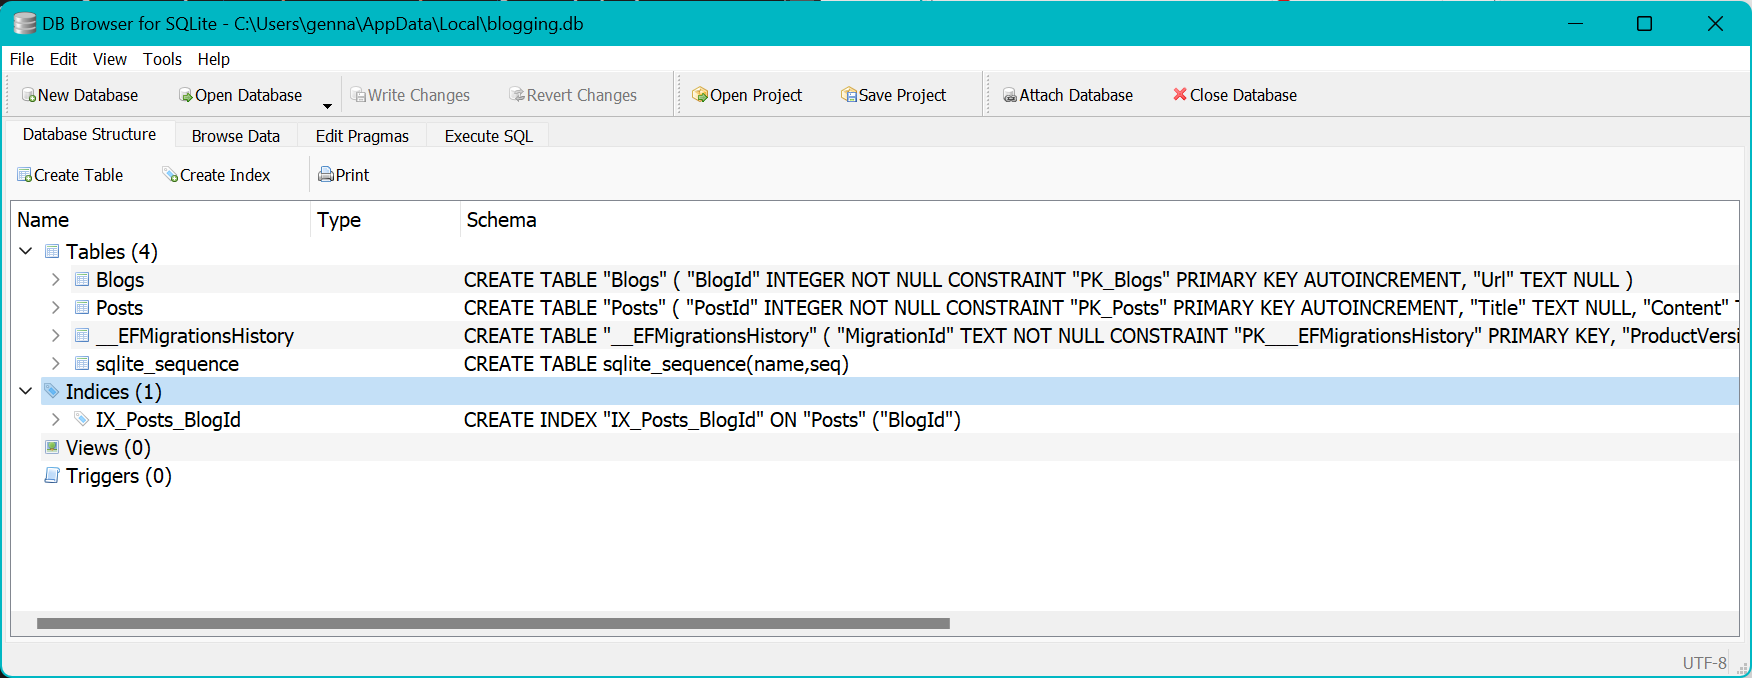 DB Browser for SQLite - C:\Users\genna\AppData\Local\blogging.db
File Edit View Tools Help
New Database Open Database Write Changes Revert Changes Open Project Save Project Attach Database Close Database
Database Structure Browse Data Edit Pragmas Execute SQL
Create Table Create Index Print
Name Type Schema
Tables (4)
Blogs CREATE TABLE "Blogs" ( "BlogId" INTEGER NOT NULL CONSTRAINT "PK_Blogs" PRIMARY KEY AUTOINCREMENT, "Url" TEXT NULL )
Posts CREATE TABLE "Posts" ( "PostId" INTEGER NOT NULL CONSTRAINT "PK_Posts" PRIMARY KEY AUTOINCREMENT, "Title" TEXT NULL, "Content" T
__EFMigrationsHistory CREATE TABLE "__EFMigrationsHistory" ( "MigrationId" TEXT NOT NULL CONSTRAINT "PK___EFMigrationsHistory" PRIMARY KEY, "ProductVersi
sqlite_sequence CREATE TABLE sqlite_sequence(name,seq)
Indices (1)
IX_Posts_BlogId CREATE INDEX "IX_Posts_BlogId" ON "Posts" ("BlogId")
Views (0)
Triggers (0)
UTF-8